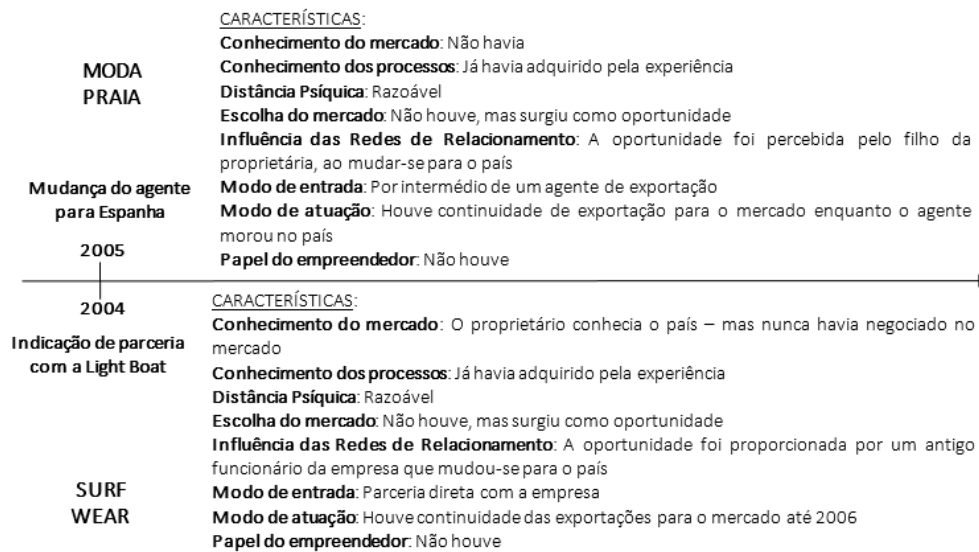 CARACTERÍSTICAS:
Conhecimento do mercado: Não havia
Conhecimento dos processos: Já havia adquirido pela experiência
Distância Psíquica: Razoável
Escolha do mercado: Não houve, mas surgiu como oportunidade
Influência das Redes de Relacionamento: A oportunidade foi percebida pelo filho da
proprietária, ao mudar-se para o país
Modo de entrada: Por intermédio de um agente de exportação
Modo de atuação: Houve continuidade de exportação para o mercado enquanto o agente
morou no país
Papel do empreendedor: Não houve
MODA
PRAIA
Mudança do agente
para Espanha
2005
2004
Indicação de parceria
com a Light Boat
SURF
WEAR
CARACTERÍSTICAS:
Conhecimento do mercado: O proprietário conhecia o país – mas nunca havia negociado no
mercado
Conhecimento dos processos: Já havia adquirido pela experiência
Distância Psíquica: Razoável
Escolha do mercado: Não houve, mas surgiu como oportunidade
Influência das Redes de Relacionamento: A oportunidade foi proporcionada por um antigo
funcionário da empresa que mudou-se para o país
Modo de entrada: Parceria direta com a empresa
Modo de atuação: Houve continuidade das exportações para o mercado até 2006
Papel do empreendedor: Não houve